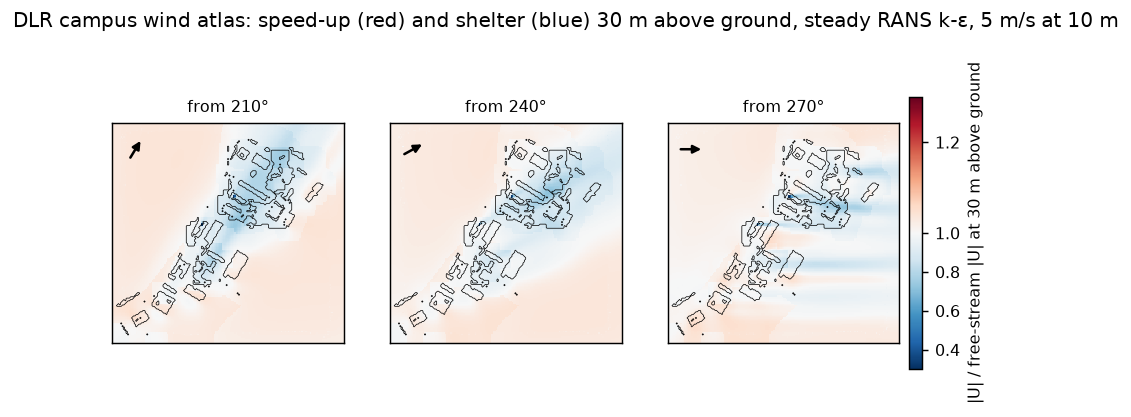 DLR campus wind atlas: speed-up (red) and shelter (blue) 30 m above ground, steady RANS k-ε, 5 m/s at 10 m
from 210°
from 240°
from 270°
1.2
1.0
0.8
0.6
0.4
|U| / free-stream |U| at 30 m above ground